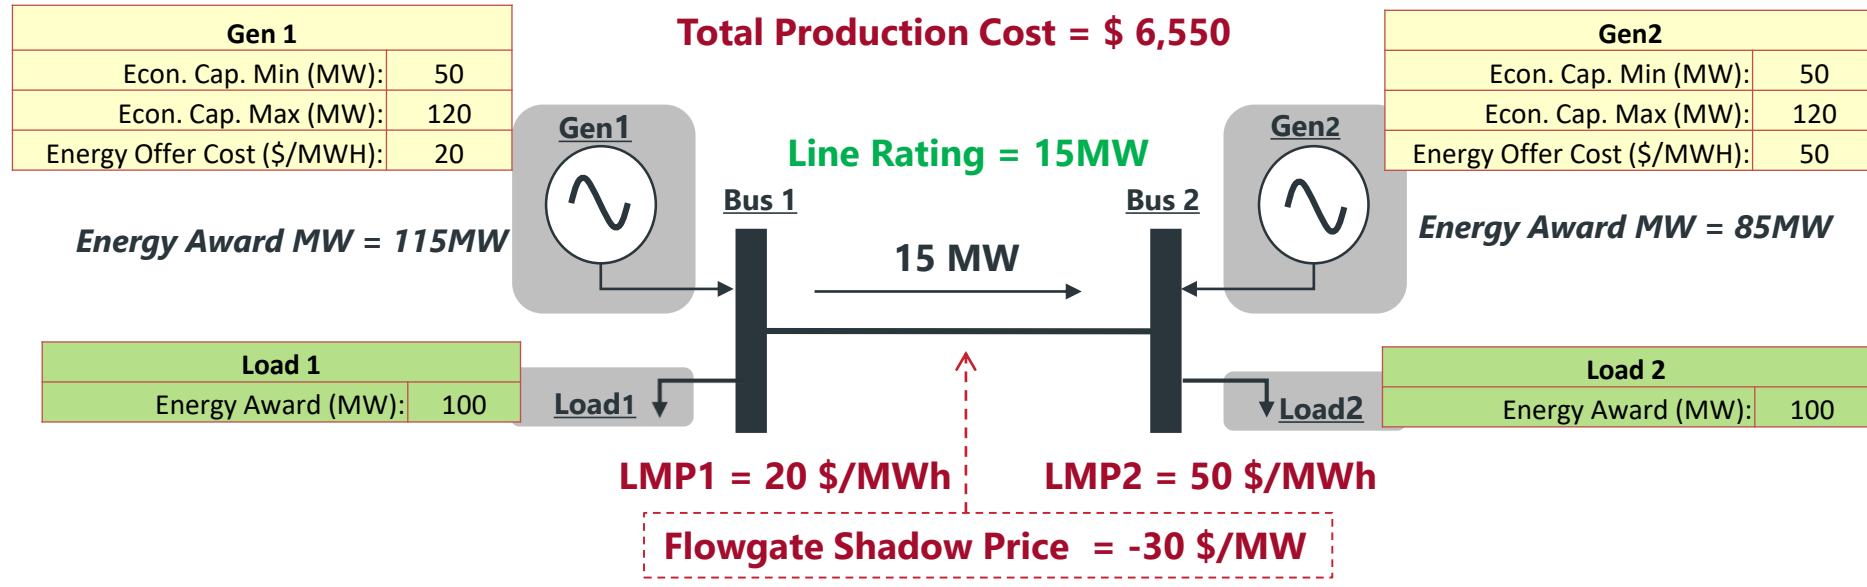 Gen 1
Econ. Cap. Min (MW): 50
Econ. Cap. Max (MW): 120
Energy Offer Cost ($/MWH): 20
Total Production Cost = $ 6,550
Gen2
Econ. Cap. Min (MW): 50
Econ. Cap. Max (MW): 120
Energy Offer Cost ($/MWH): 50
Gen1
Line Rating = 15MW
Gen2
Bus 1
Bus 2
Energy Award MW = 115MW
15 MW
Energy Award MW = 85MW
Load 1
Energy Award (MW): 100
Load1
Load2
Load 2
Energy Award (MW): 100
LMP1 = 20 $/MWh
LMP2 = 50 $/MWh
Flowgate Shadow Price = -30 $/MW